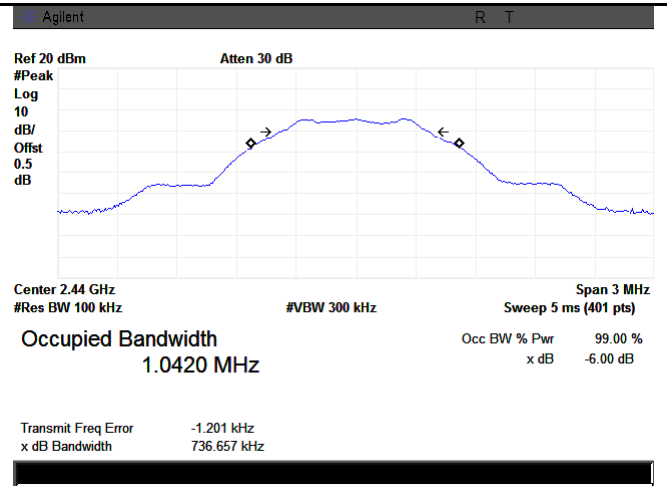 Agilent R T
Ref 20 dBm Atten 30 dB
#Peak
Log
10
dB/
Offst
0.5
dB
Center 2.44 GHz Span 3 MHz
#Res BW 100 kHz #VBW 300 kHz Sweep 5 ms (401 pts)
Occupied Bandwidth Occ BW % Pwr 99.00 %
1.0420 MHz x dB -6.00 dB
Transmit Freq Error -1.201 kHz
x dB Bandwidth 736.657 kHz